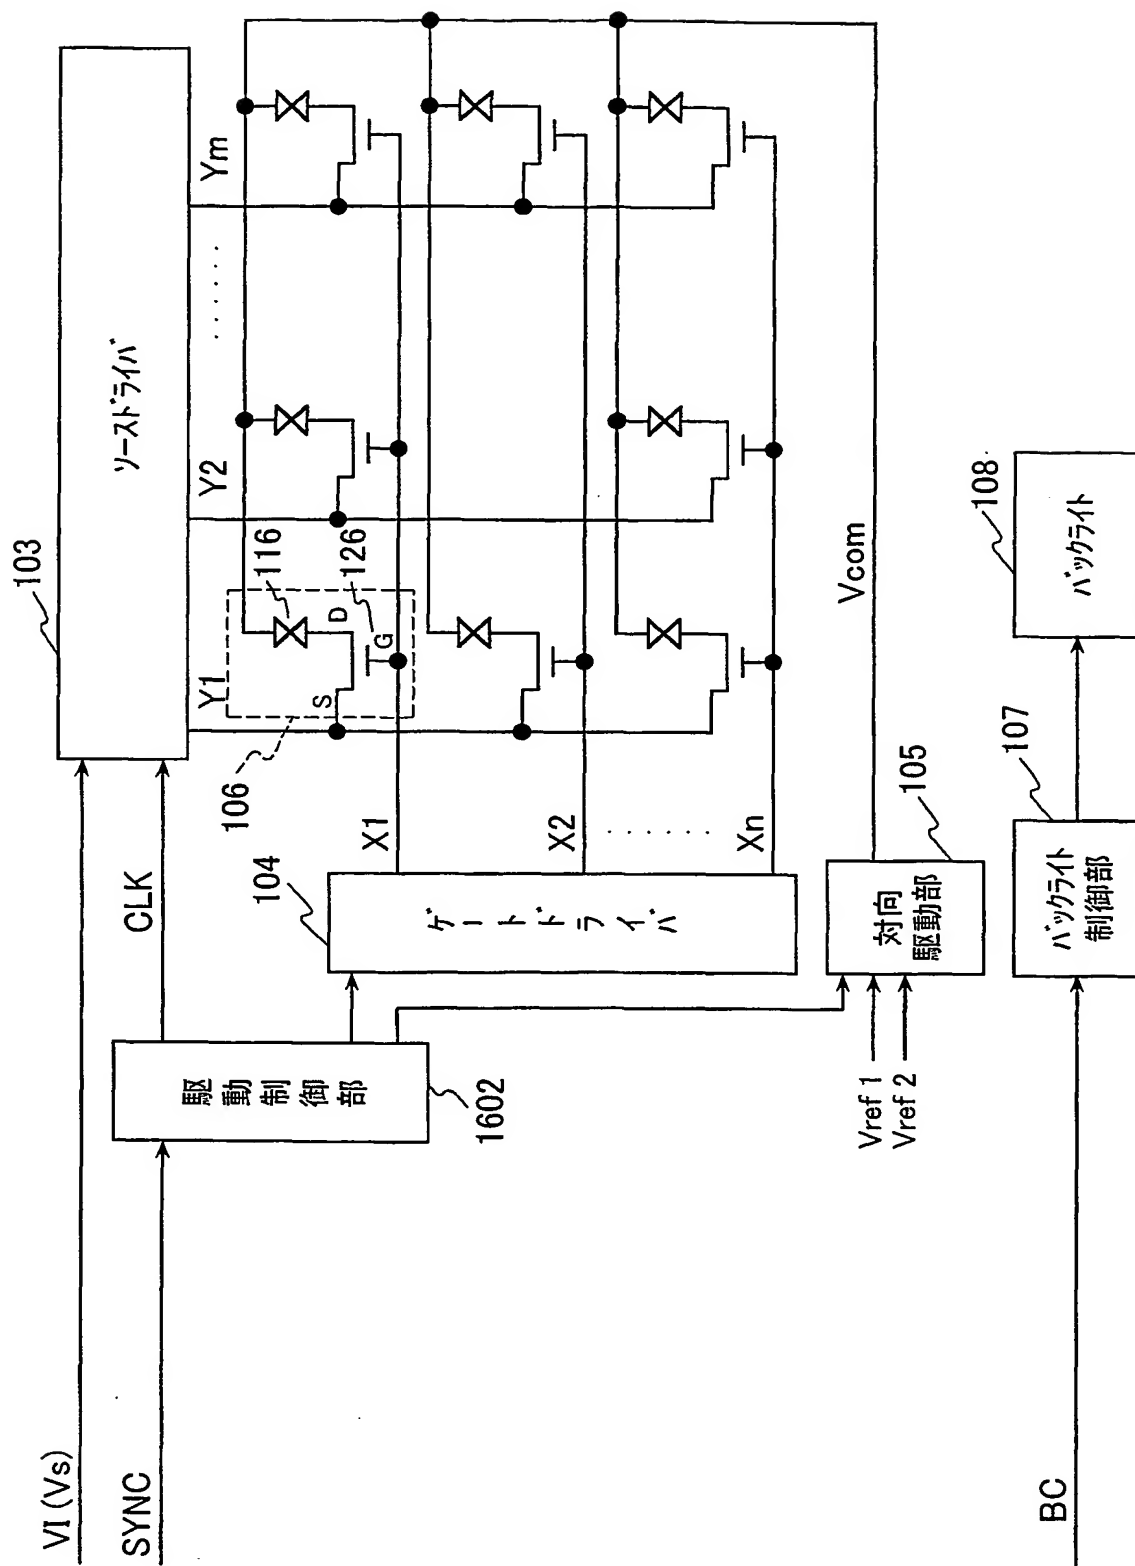 VI (Vs)
SYNC
CLK
103
ソースドライバ
Y1
Y2
......
Ym
106
116
126
S
D
G
駆動制御部
1602
104
ゲートドライバ
X1
X2
.......
Xn
Vref 1
Vref 2
対向
駆動部
105
Vcom
BC
バックライト
制御部
107
バックライト
108